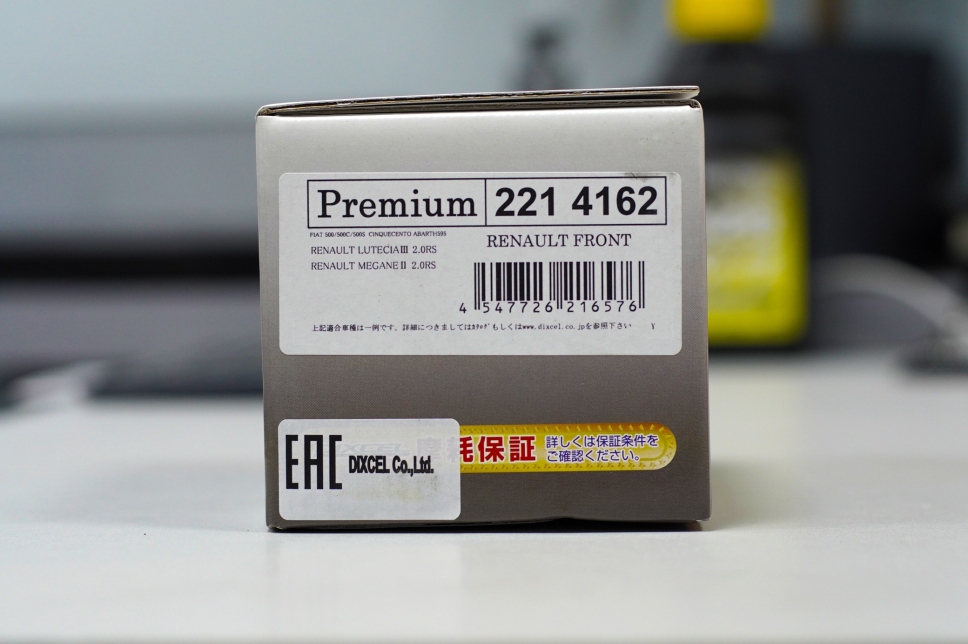 Premium 221 4162
FIAT 500/500C/500S CINQUECENTO ABARTH595
RENAULT FRONT
RENAULT LUTECIAⅢ 2.0RS
RENAULT MEGANEⅡ 2.0RS
4 547726 216576
上記適合車種は一例です。詳細につきましてはカタログもしくはwww.dixcel.co.jpを参照下さい Y
耗保証 詳しくは保証条件を
ご確認ください。
EAC DIXCEL Co.,Ltd.